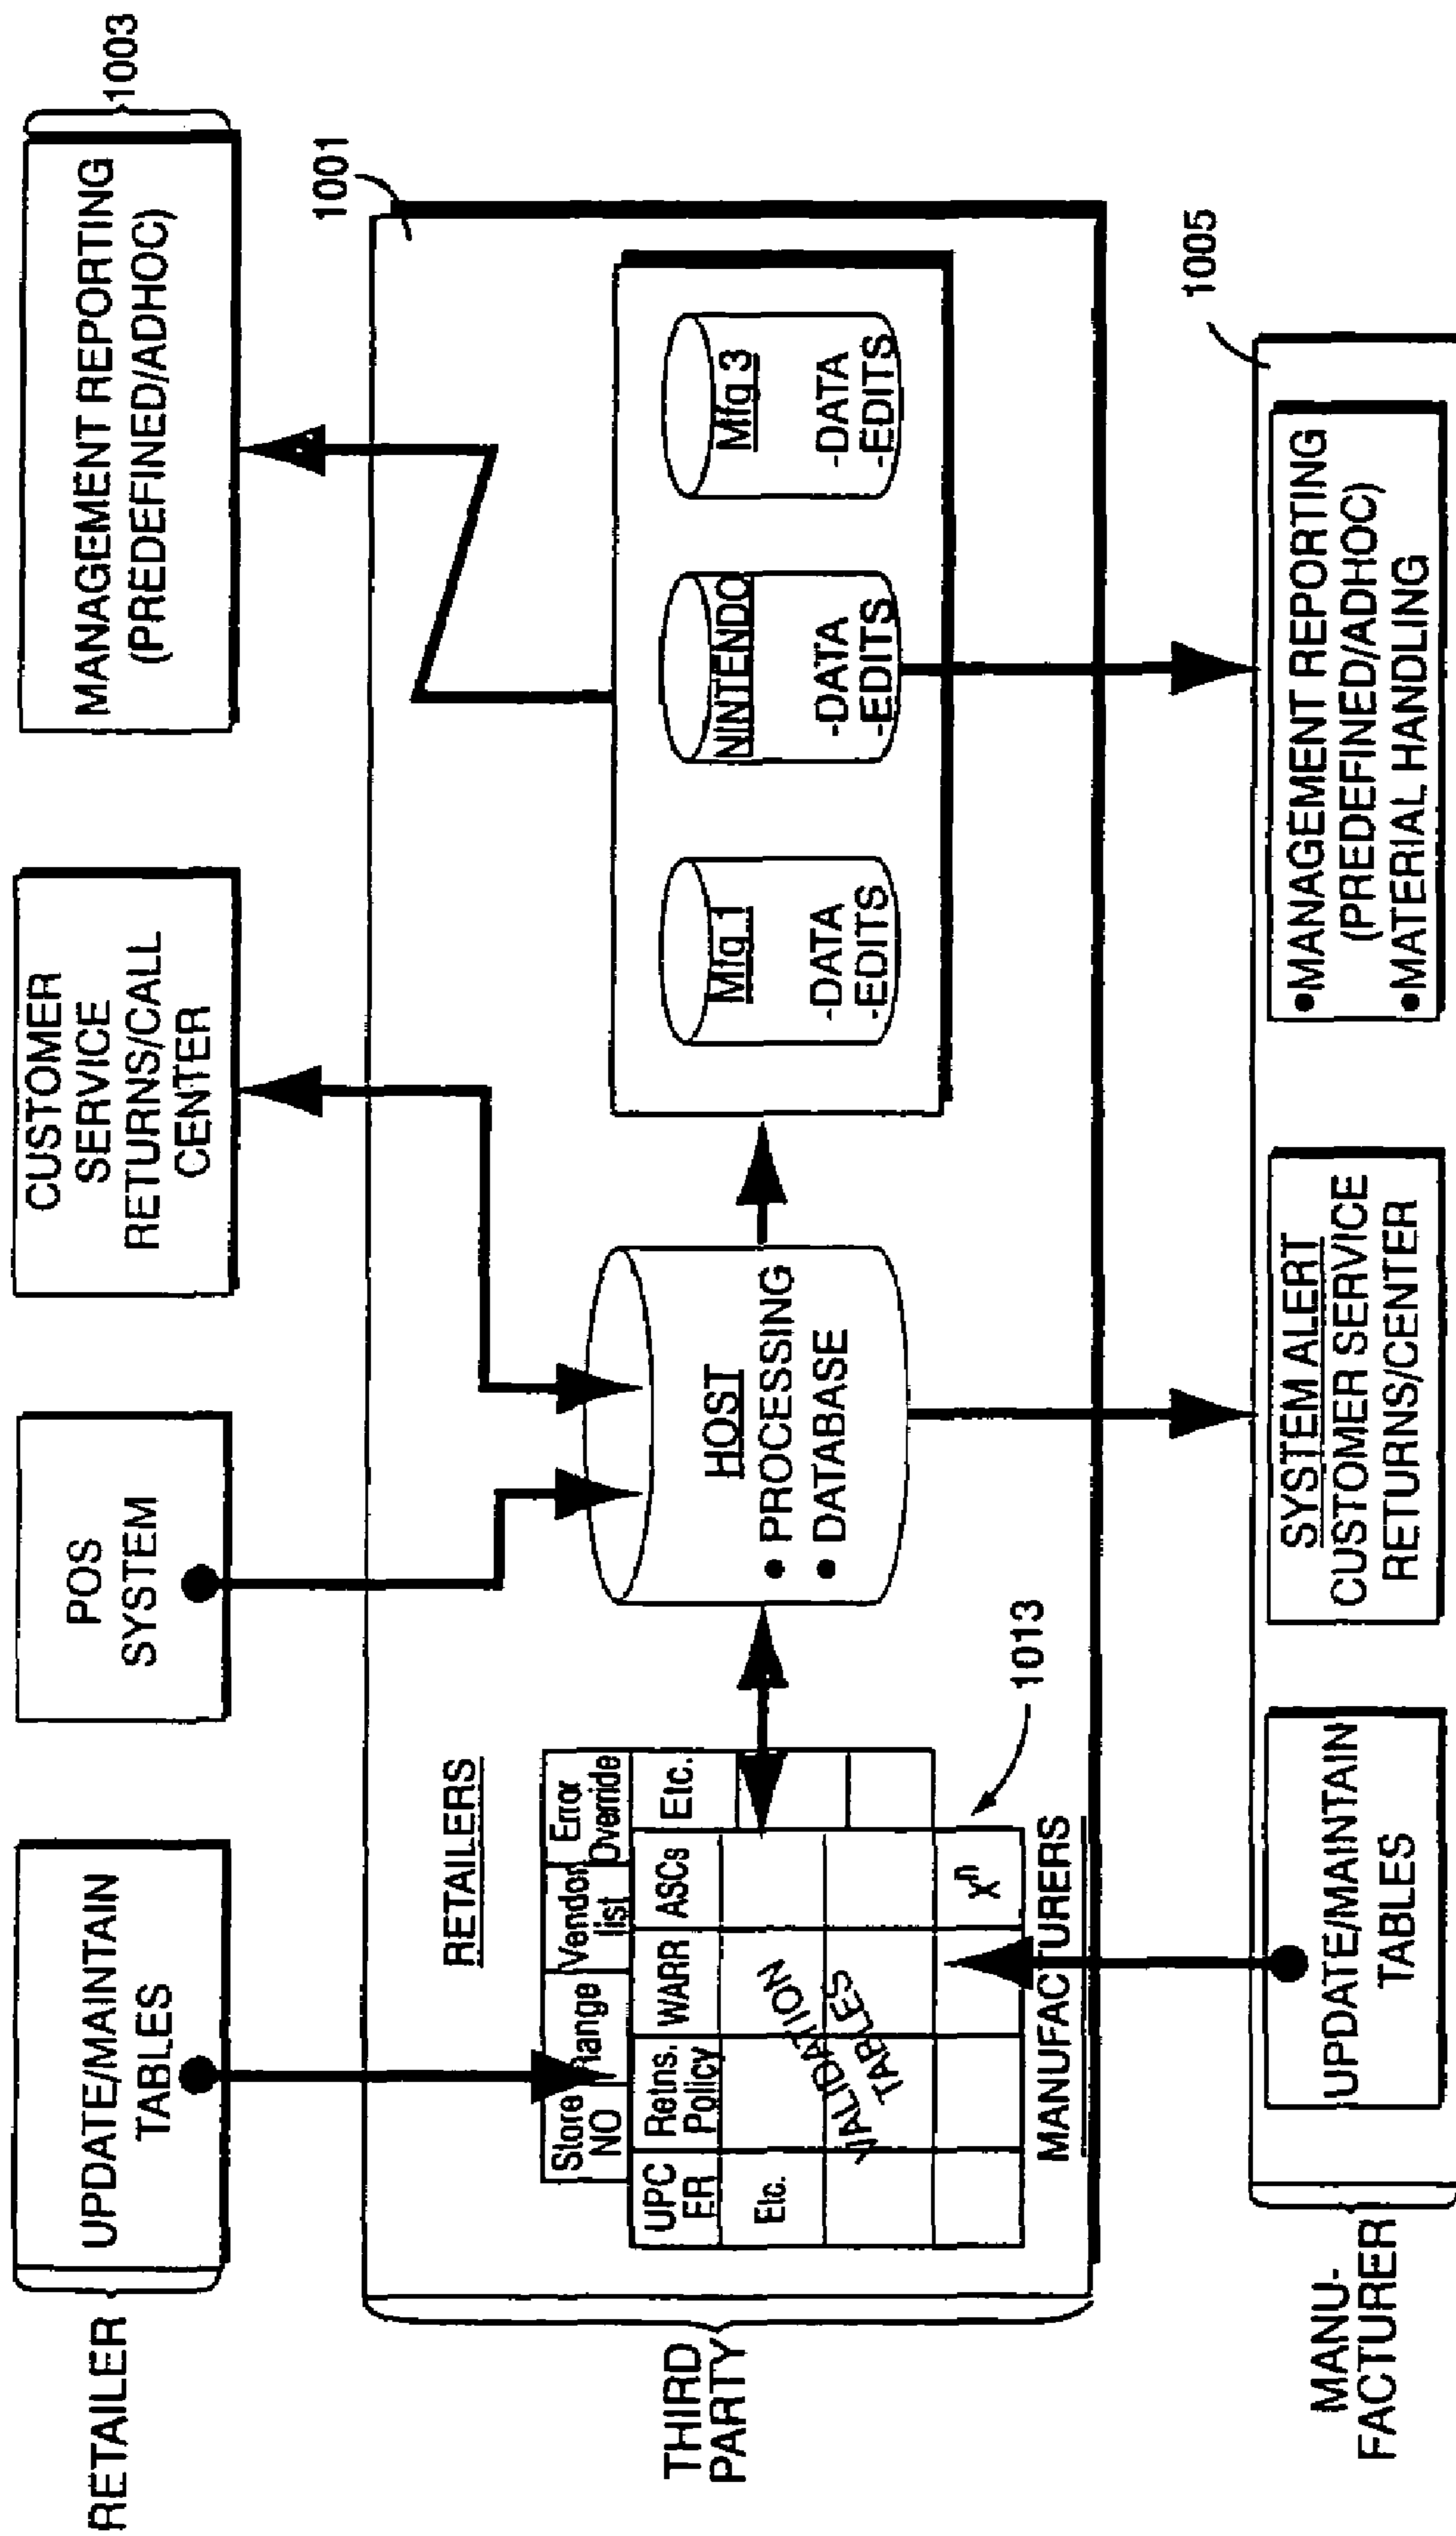 RETAILER
UPDATE/MAINTAIN
TABLES
POS
SYSTEM
CUSTOMER
SERVICE
RETURNS/CALL
CENTER
MANAGEMENT REPORTING
(PREDEFINED/ADHOC)
1003
THIRD
PARTY
1001
RETAILERS
Store
NO
Range
Vendor
list
Error
Override
UPC
ER
Retns.
Policy
WARR
ASCs
Etc.
Etc.
VALIDATION
TABLES
Xⁿ
MANUFACTURERS
1013
HOST
• PROCESSING
• DATABASE
Mfg 1
-DATA
-EDITS
NINTENDO
-DATA
-EDITS
Mfg 3
-DATA
-EDITS
MANU-
FACTURER
1005
UPDATE/MAINTAIN
TABLES
SYSTEM ALERT
CUSTOMER SERVICE
RETURNS/CENTER
•MANAGEMENT REPORTING
(PREDEFINED/ADHOC)
•MATERIAL HANDLING